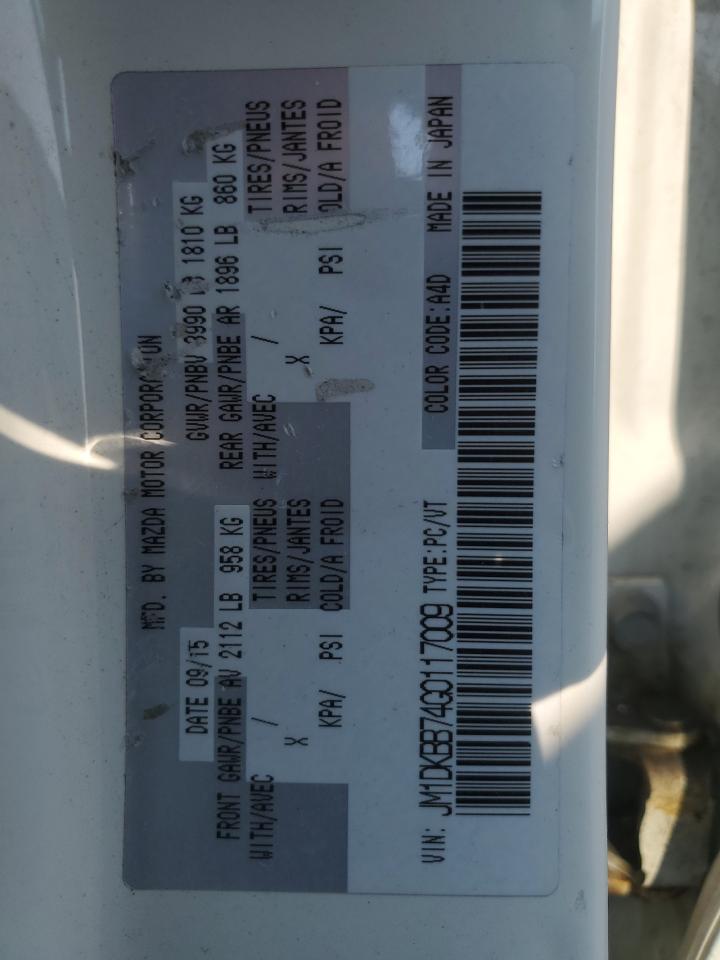 MFD. BY MAZDA MOTOR CORPORATION
DATE 09/15 GVWR/PNBV 3990 LB 1810 KG
FRONT GAWR/PNBE AV 2112 LB 958 KG REAR GAWR/PNBE AR 1896 LB 860 KG
WITH/AVEC / TIRES/PNEUS WITH/AVEC / TIRES/PNEUS
X RIMS/JANTES X RIMS/JANTES
KPA/ PSI COLD/A FROID KPA/ PSI COLD/A FROID
VIN: JM1DKBB74G0117009 TYPE:PC/VT COLOR CODE:A4D MADE IN JAPAN